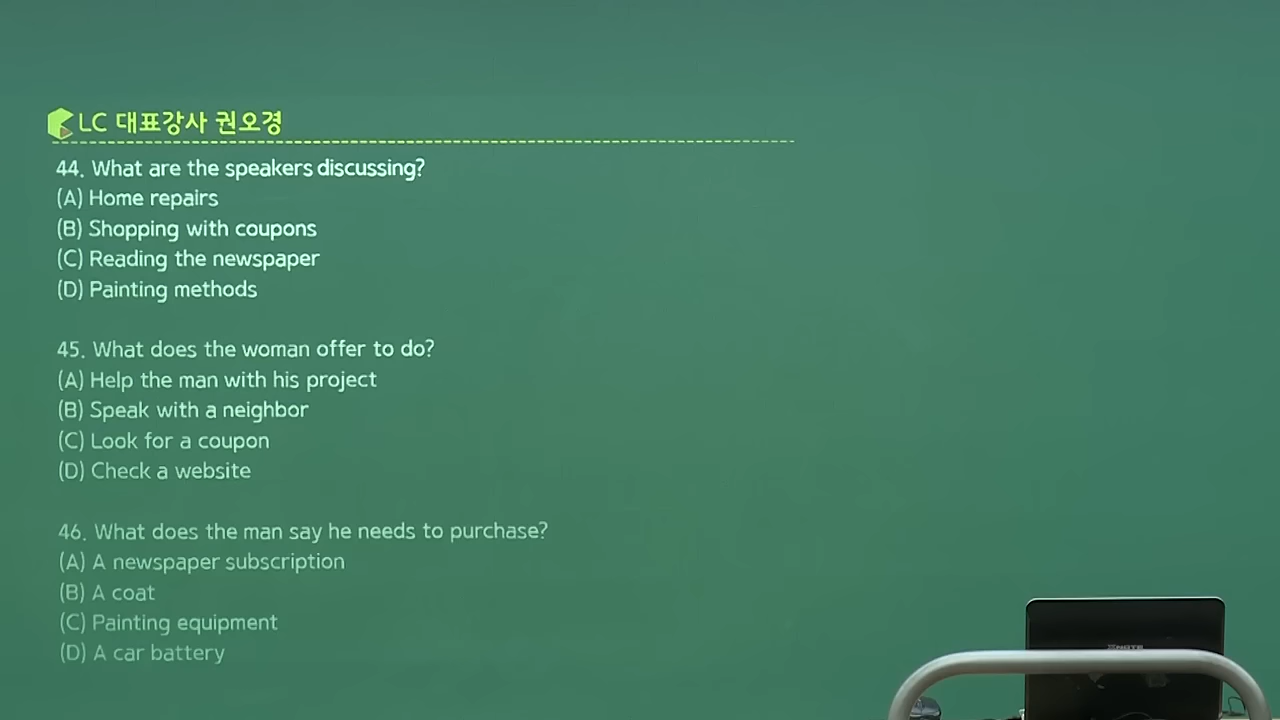 LC 대표강사 권오경
44. What are the speakers discussing?
(A) Home repairs
(B) Shopping with coupons
(C) Reading the newspaper
(D) Painting methods
45. What does the woman offer to do?
(A) Help the man with his project
(B) Speak with a neighbor
(C) Look for a coupon
(D) Check a website
46. What does the man say he needs to purchase?
(A) A newspaper subscription
(B) A coat
(C) Painting equipment
(D) A car battery